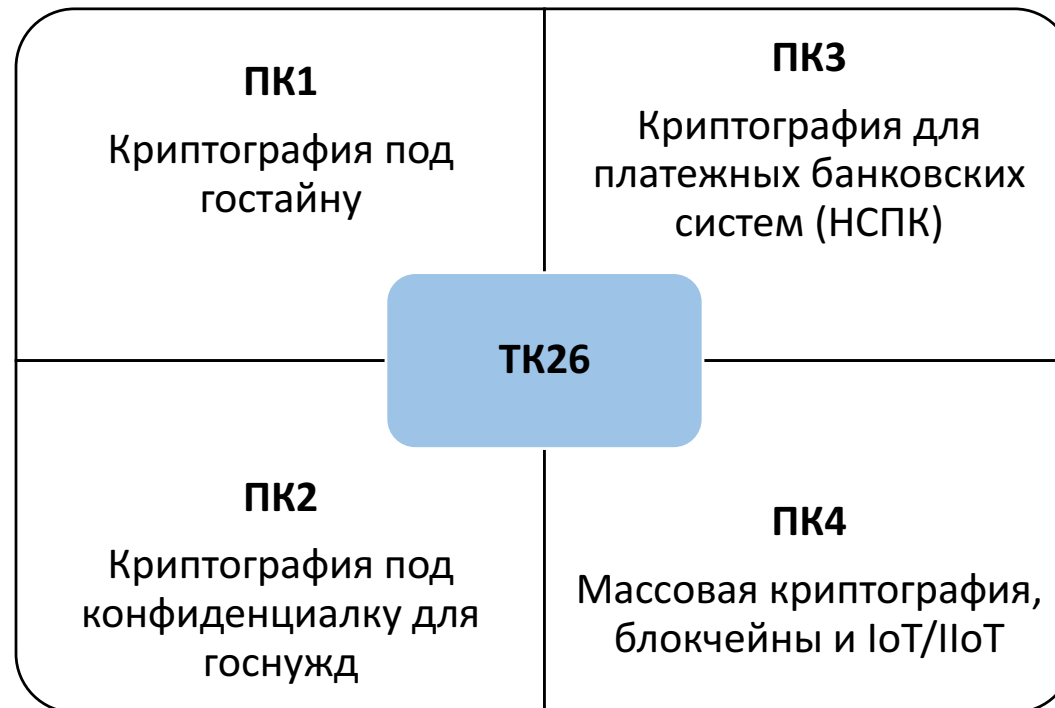 ПК1
Криптография под
гостайну
ПК3
Криптография для
платежных банковских
систем (НСПК)
ТК26
ПК2
Криптография под
конфиденциалку для
госнужд
ПК4
Массовая криптография,
блокчейны и IoT/IIoT